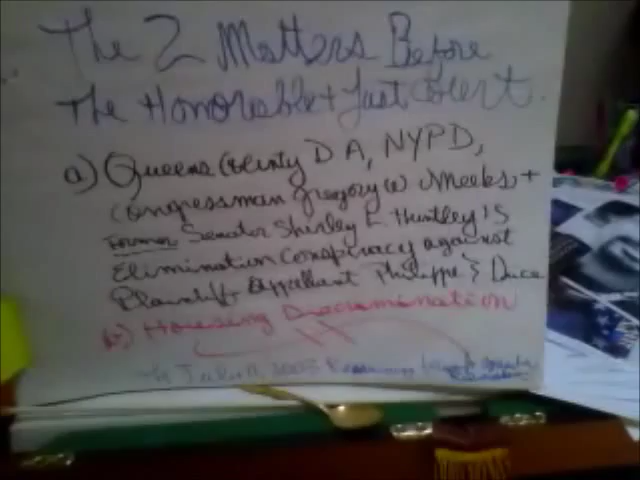 The 2 Matters Before
The Honorable + Just Court.
a) Queens County DA, NYPD,
Congressman Gregory W Meeks, +
Former Senator Shirley L Huntley's
Elimination Conspiracy against
Plaintiff Appellant Philippe
b) Housing Discrimination